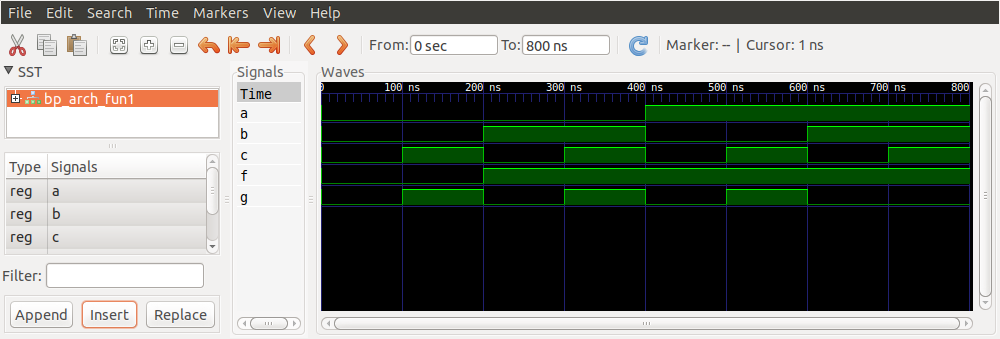 File Edit Search Time Markers View Help
From: 0 sec To: 800 ns Marker: -- | Cursor: 1 ns
SST
bp_arch_fun1
Type Signals
reg a
reg b
reg c
Filter:
Append Insert Replace
Signals
Time
a
b
c
f
g
Waves
0 100 ns 200 ns 300 ns 400 ns 500 ns 600 ns 700 ns 800